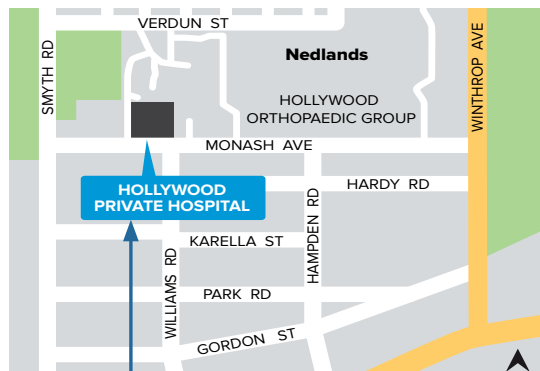 VERDUN ST
SMYTH RD
Nedlands
WINTHROP AVE
HOLLYWOOD
ORTHOPAEDIC GROUP
MONASH AVE
HOLLYWOOD
PRIVATE HOSPITAL
HARDY RD
HAMPDEN RD
KARELLA ST
WILLIAMS RD
PARK RD
GORDON ST